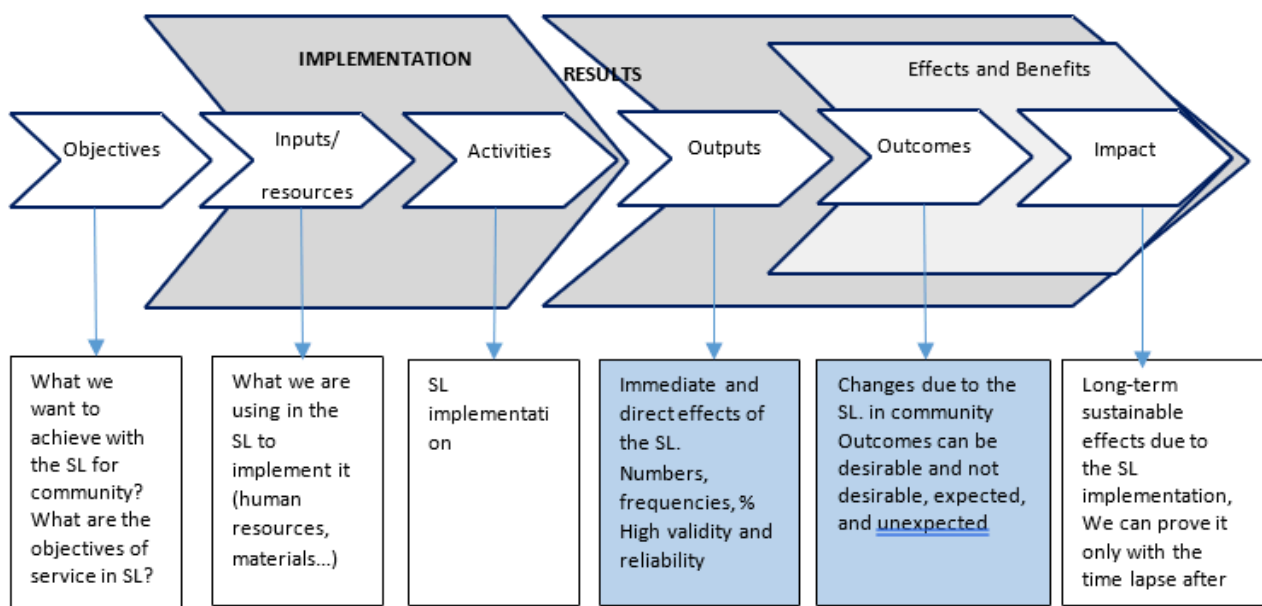 IMPLEMENTATION
RESULTS
Effects and Benefits
Objectives
Inputs/
resources
Activities
Outputs
Outcomes
Impact
What we
want to
achieve with
the SL for
community?
What are the
objectives of
service in SL?
What we are
using in the
SL to
implement it
(human
resources,
materials...)
SL
implementati
on
Immediate and
direct effects of
the SL.
Numbers,
frequencies, %
High validity and
reliability
Changes due to the
SL. in community
Outcomes can be
desirable and not
desirable, expected,
and unexpected
Long-term
sustainable
effects due to
the SL
implementation,
We can prove it
only with the
time lapse after